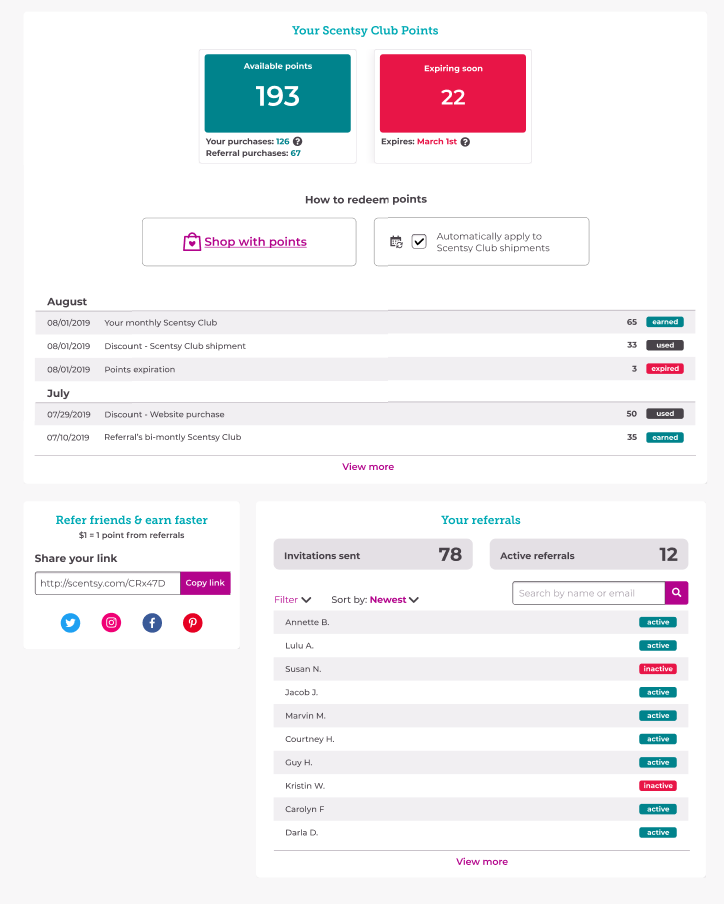 Your Scentsy Club Points
Available points
193
Your purchases: 126 ?
Referral purchases: 67
Expiring soon
22
Expires: March 1st ?
How to redeem points
Shop with points
Automatically apply to
Scentsy Club shipments
August
08/01/2019 Your monthly Scentsy Club 65 earned
08/01/2019 Discount - Scentsy Club shipment 33 used
08/01/2019 Points expiration 3 expired
July
07/29/2019 Discount - Website purchase 50 used
07/10/2019 Referral's bi-montly Scentsy Club 35 earned
View more
Refer friends & earn faster
$1 = 1 point from referrals
Share your link
http://scentsy.com/CRx47D Copy link
Your referrals
Invitations sent 78
Active referrals 12
Filter Sort by: Newest
Search by name or email
Annette B. active
Lulu A. active
Susan N. inactive
Jacob J. active
Marvin M. active
Courtney H. active
Guy H. active
Kristin W. inactive
Carolyn F active
Darla D. active
View more